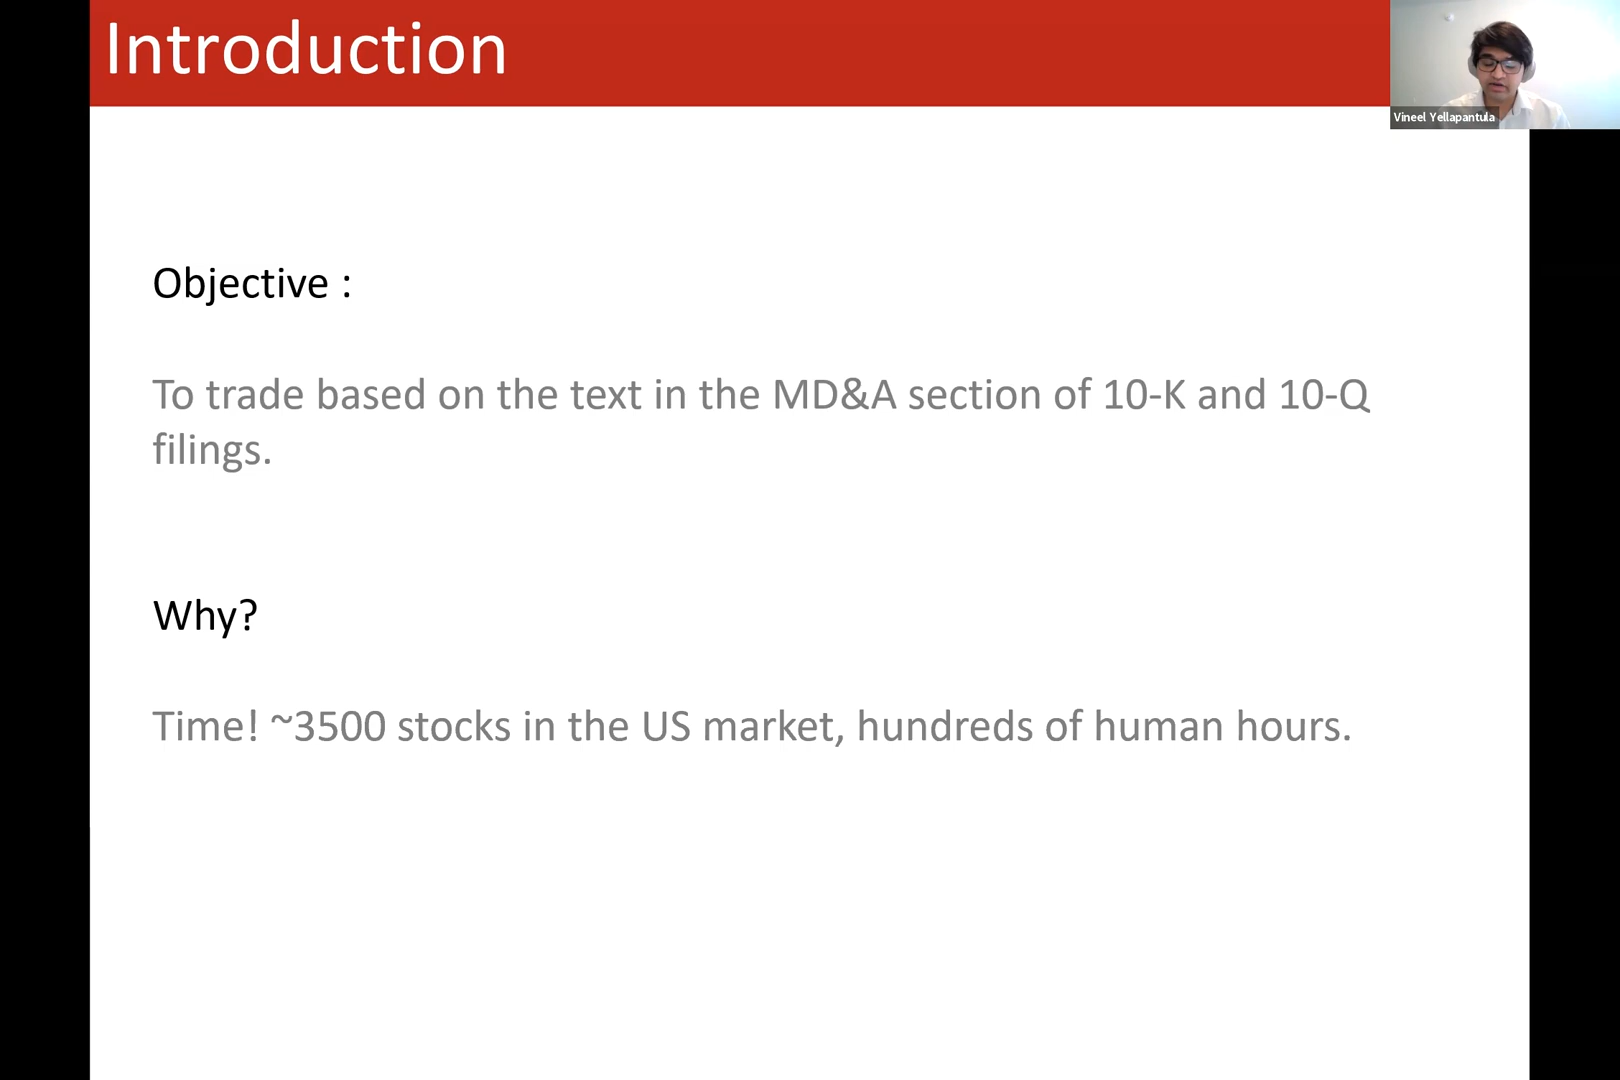 Introduction
Vineel Yellapantula
Objective :
To trade based on the text in the MD&A section of 10-K and 10-Q
filings.
Why?
Time! ~3500 stocks in the US market, hundreds of human hours.